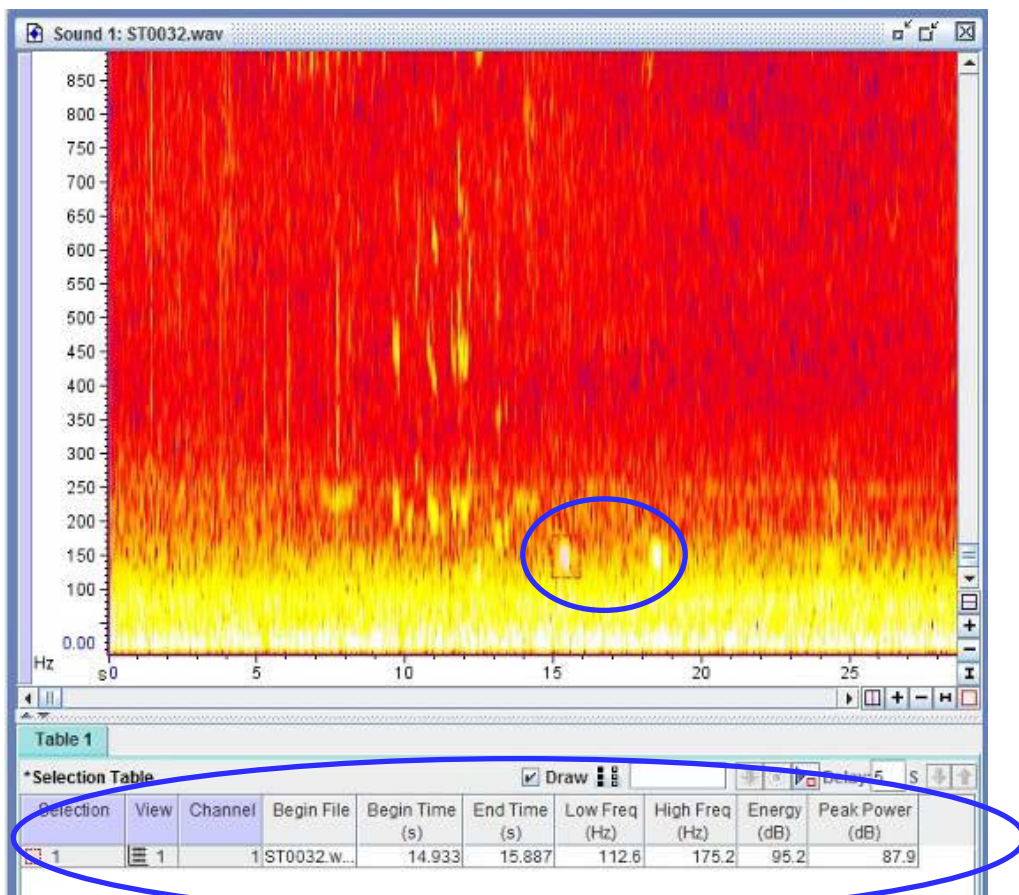 Sound 1: ST0032.wav
850
800
750
700
650
600
550
500
450
400
350
300
250
200
150
100
0.00
Hz
s 0 5 10 15 20 25
Table 1
*Selection Table Draw Delay: 5 S
Selection View Channel Begin File Begin Time (s) End Time (s) Low Freq (Hz) High Freq (Hz) Energy (dB) Peak Power (dB)
1 1 1 ST0032.w... 14.933 15.887 112.6 175.2 95.2 87.9